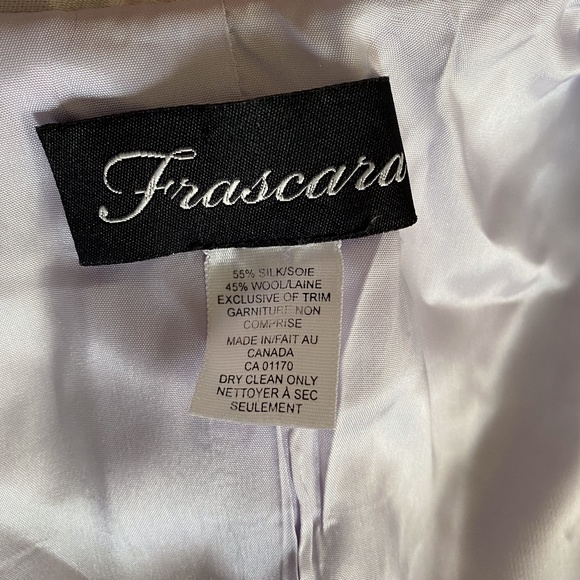 Frascara
55% SILK/SOIE
45% WOOL/LAINE
EXCLUSIVE OF TRIM
GARNITURE NON
COMPRISE
MADE IN/FAIT AU
CANADA
CA 01170
DRY CLEAN ONLY
NETTOYER À SEC
SEULEMENT